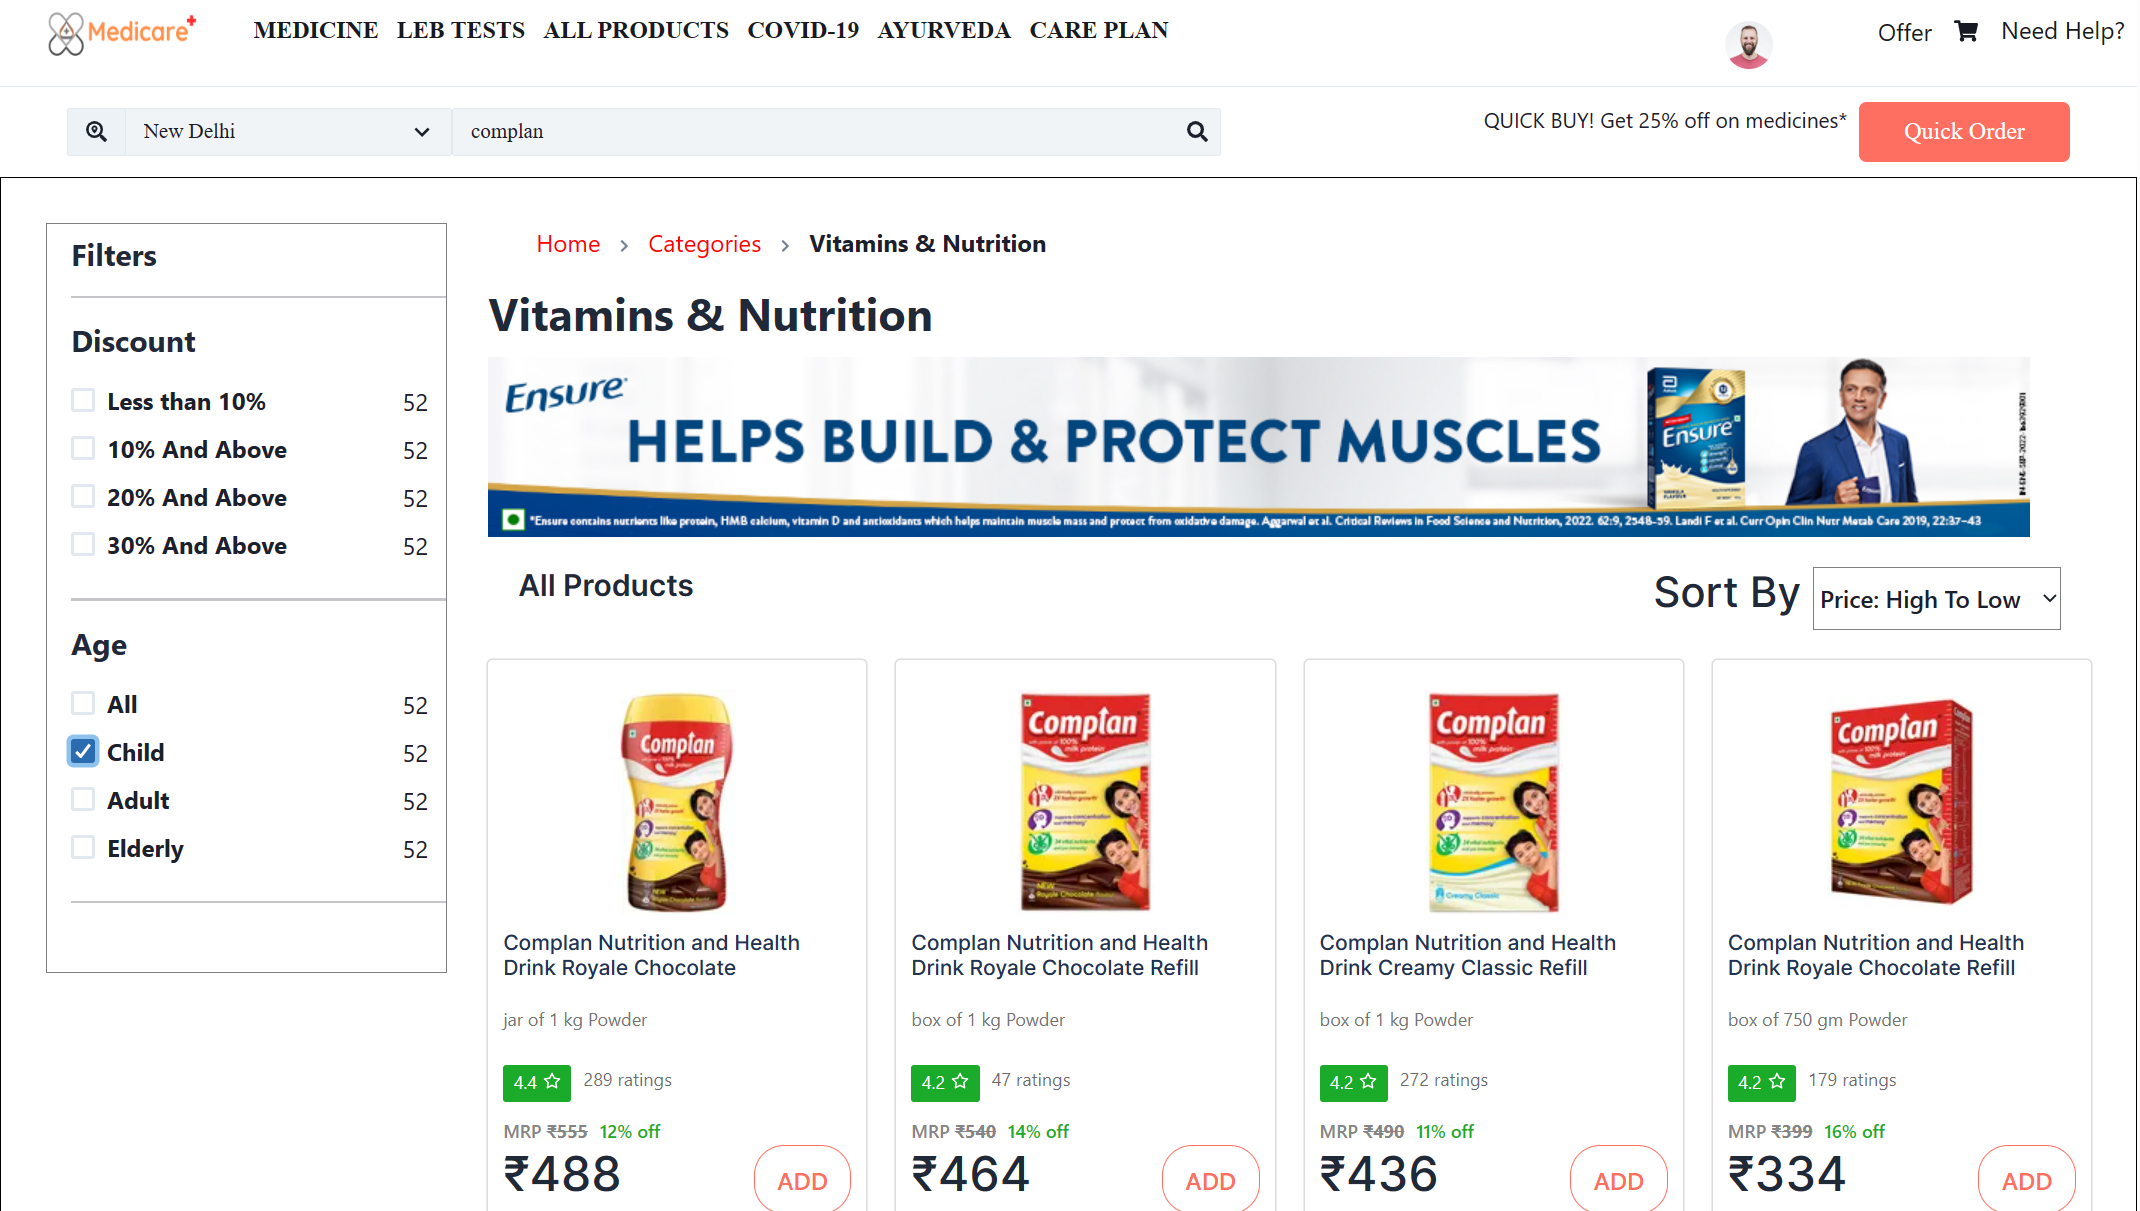 Medicare
MEDICINE LEB TESTS ALL PRODUCTS COVID-19 AYURVEDA CARE PLAN
Offer Need Help?
New Delhi
complan
QUICK BUY! Get 25% off on medicines*
Quick Order
Filters
Discount
Less than 10% 52
10% And Above 52
20% And Above 52
30% And Above 52
Age
All 52
Child 52
Adult 52
Elderly 52
Home > Categories > Vitamins & Nutrition
Vitamins & Nutrition
Ensure
HELPS BUILD & PROTECT MUSCLES
Ensure
*Ensure contains nutrients like protein, HMB calcium, vitamin D and antioxidants which helps maintain muscle mass and protect from oxidative damage. Aggarwal et al. Critical Reviews in Food Science and Nutrition, 2022. 62:9, 2548-59. Landi F et al. Curr Opin Clin Nutr Metab Care 2019, 22:37-43
All Products
Sort By Price: High To Low
Complan
Complan Nutrition and Health
Drink Royale Chocolate
jar of 1 kg Powder
4.4 289 ratings
MRP ₹555 12% off
₹488 ADD
Complan
Complan Nutrition and Health
Drink Royale Chocolate Refill
box of 1 kg Powder
4.2 47 ratings
MRP ₹540 14% off
₹464 ADD
Complan
Creamy Classic
Complan Nutrition and Health
Drink Creamy Classic Refill
box of 1 kg Powder
4.2 272 ratings
MRP ₹490 11% off
₹436 ADD
Complan
Complan Nutrition and Health
Drink Royale Chocolate Refill
box of 750 gm Powder
4.2 179 ratings
MRP ₹399 16% off
₹334 ADD